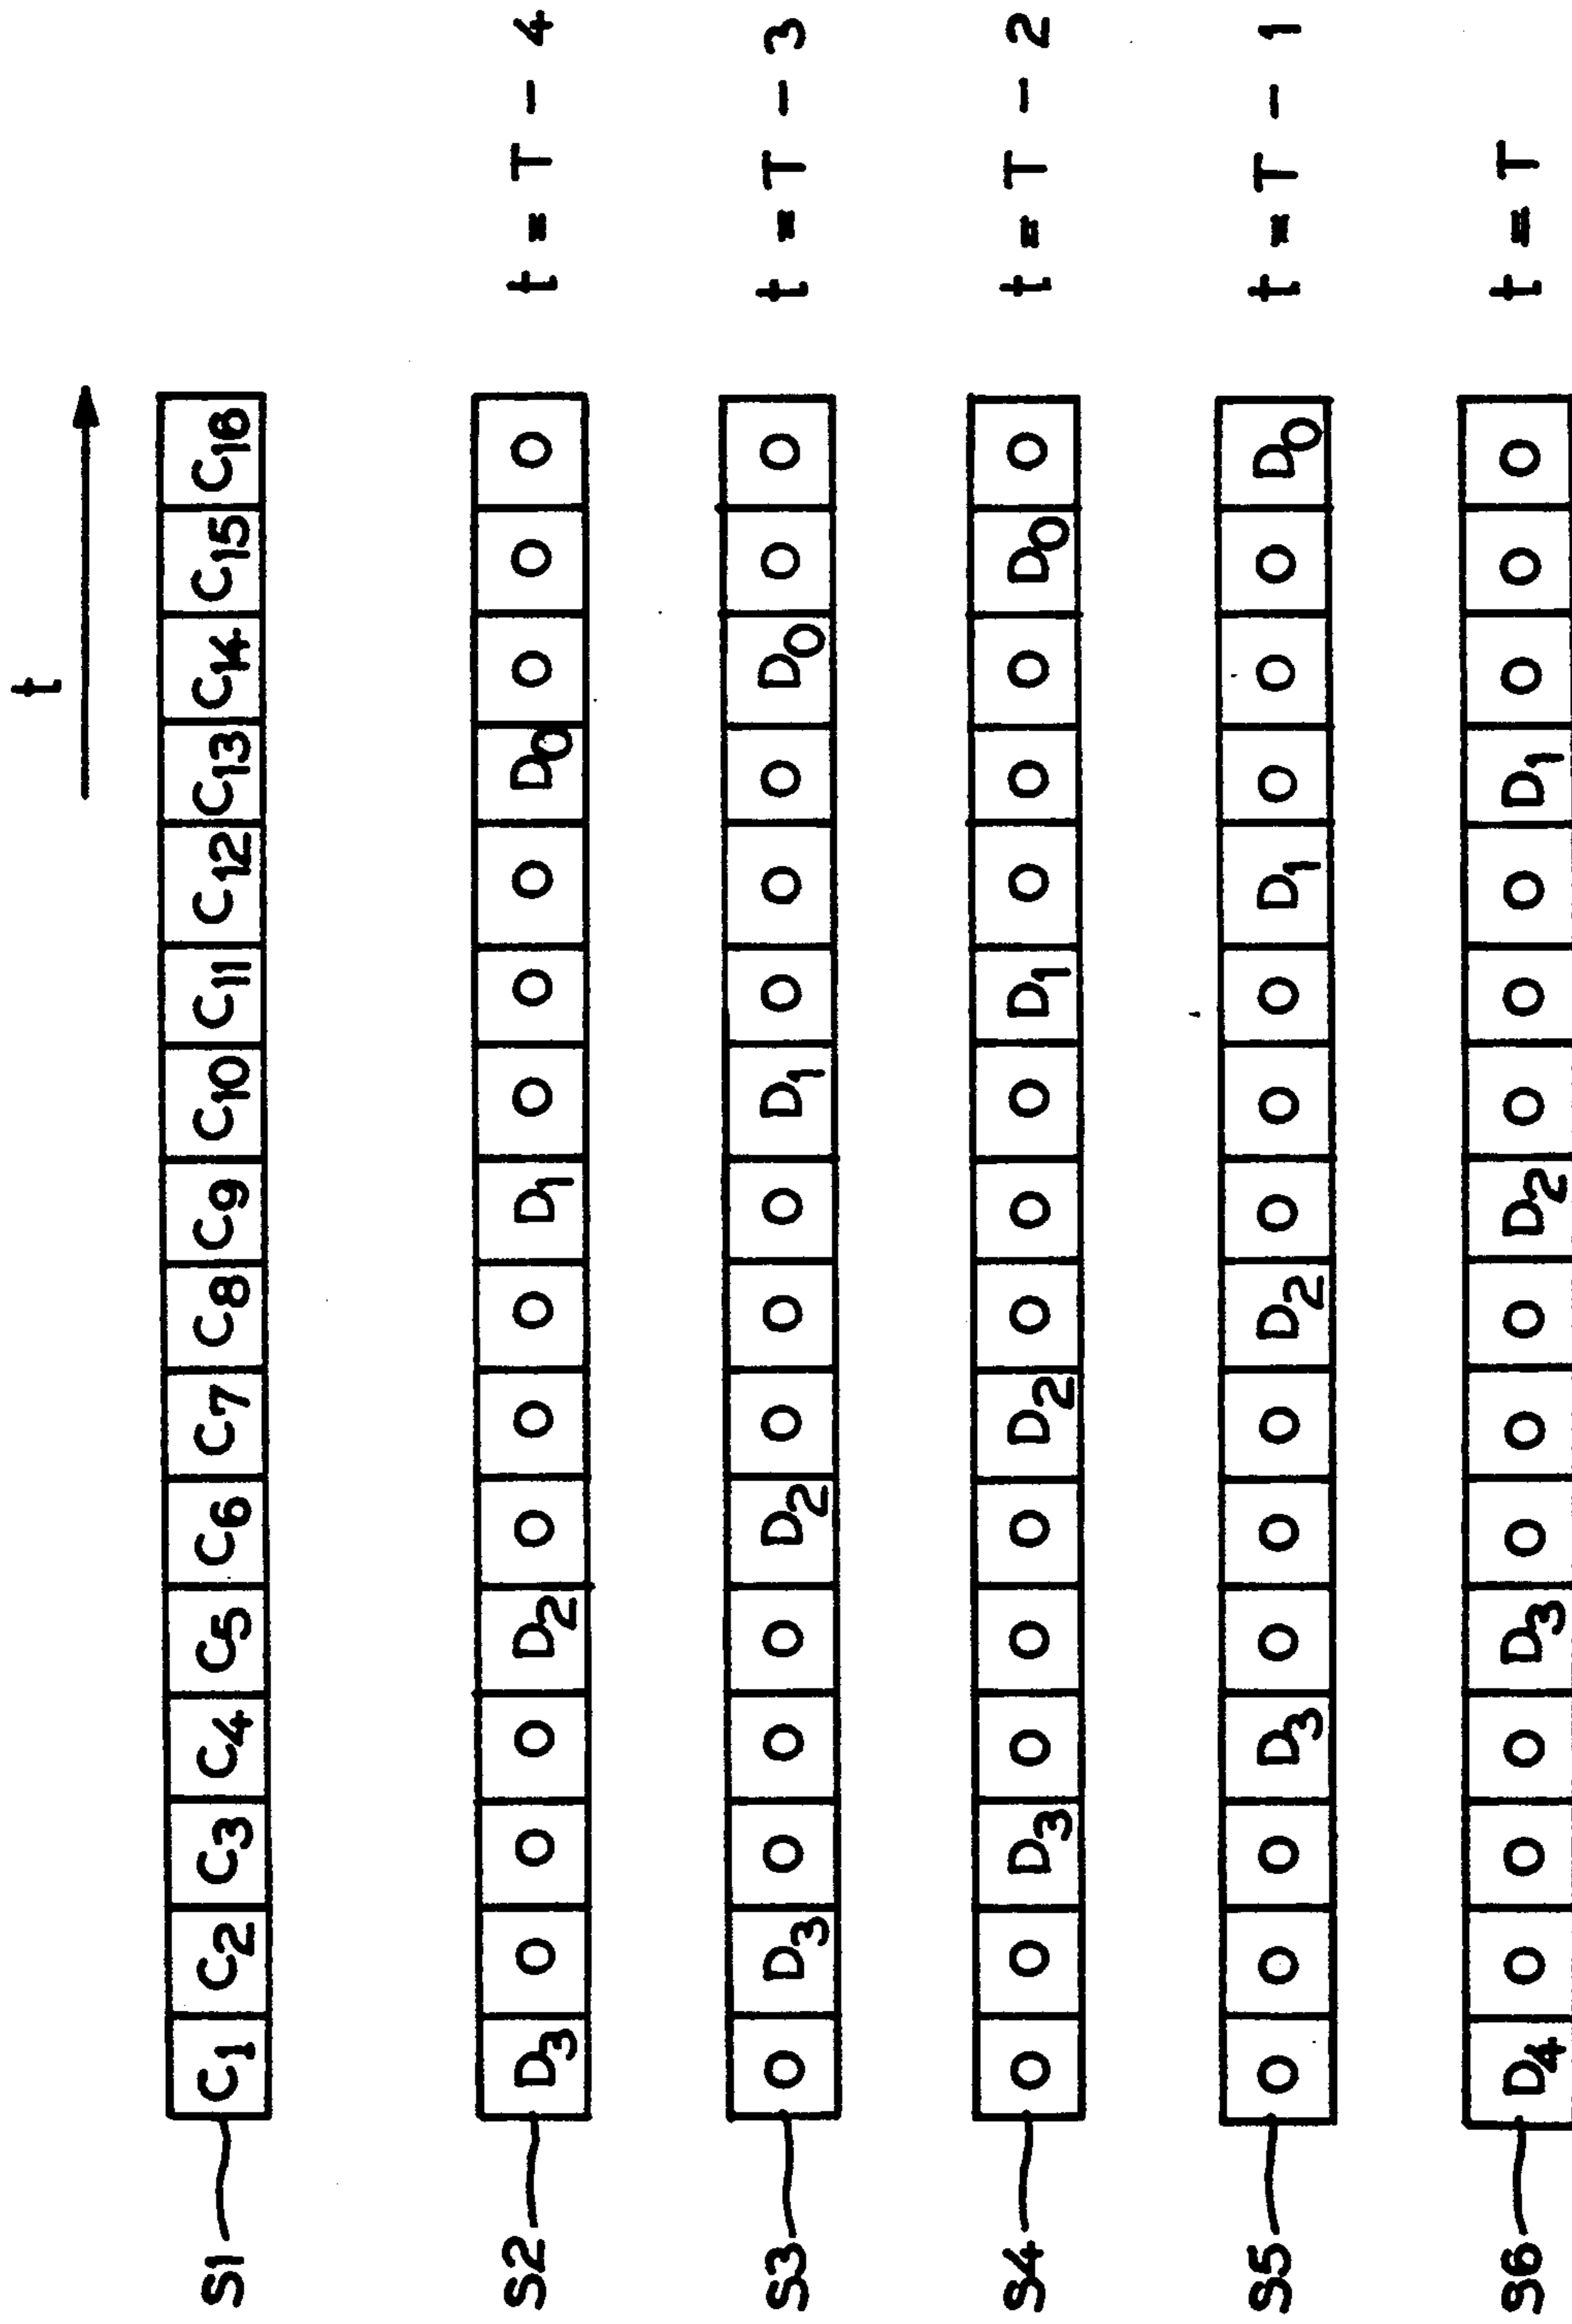 t
S1 C1 C2 C3 C4 C5 C6 C7 C8 C9 C10 C11 C12 C13 C14 C15 C16
S2 D3 0 0 0 D2 0 0 0 D1 0 0 0 D0 0 0 0 t = T - 4
S3 0 D3 0 0 0 D2 0 0 0 D1 0 0 0 D0 0 0 t = T - 3
S4 0 0 D3 0 0 0 D2 0 0 0 D1 0 0 0 D0 0 t = T - 2
S5 0 0 0 D3 0 0 0 D2 0 0 0 D1 0 0 0 D0 t = T - 1
S6 D4 0 0 0 D3 0 0 0 D2 0 0 0 D1 0 0 0 t = T